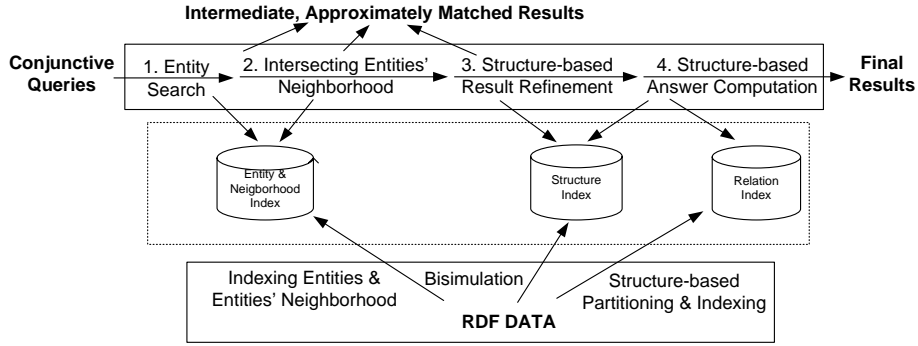 Intermediate, Approximately Matched Results
Conjunctive
Queries
1. Entity
Search
2. Intersecting Entities'
Neighborhood
3. Structure-based
Result Refinement
4. Structure-based
Answer Computation
Final
Results
Entity &
Neigborhood
Index
Structure
Index
Relation
Index
Indexing Entities &
Entities' Neighborhood
Bisimulation
Structure-based
Partitioning & Indexing
RDF DATA